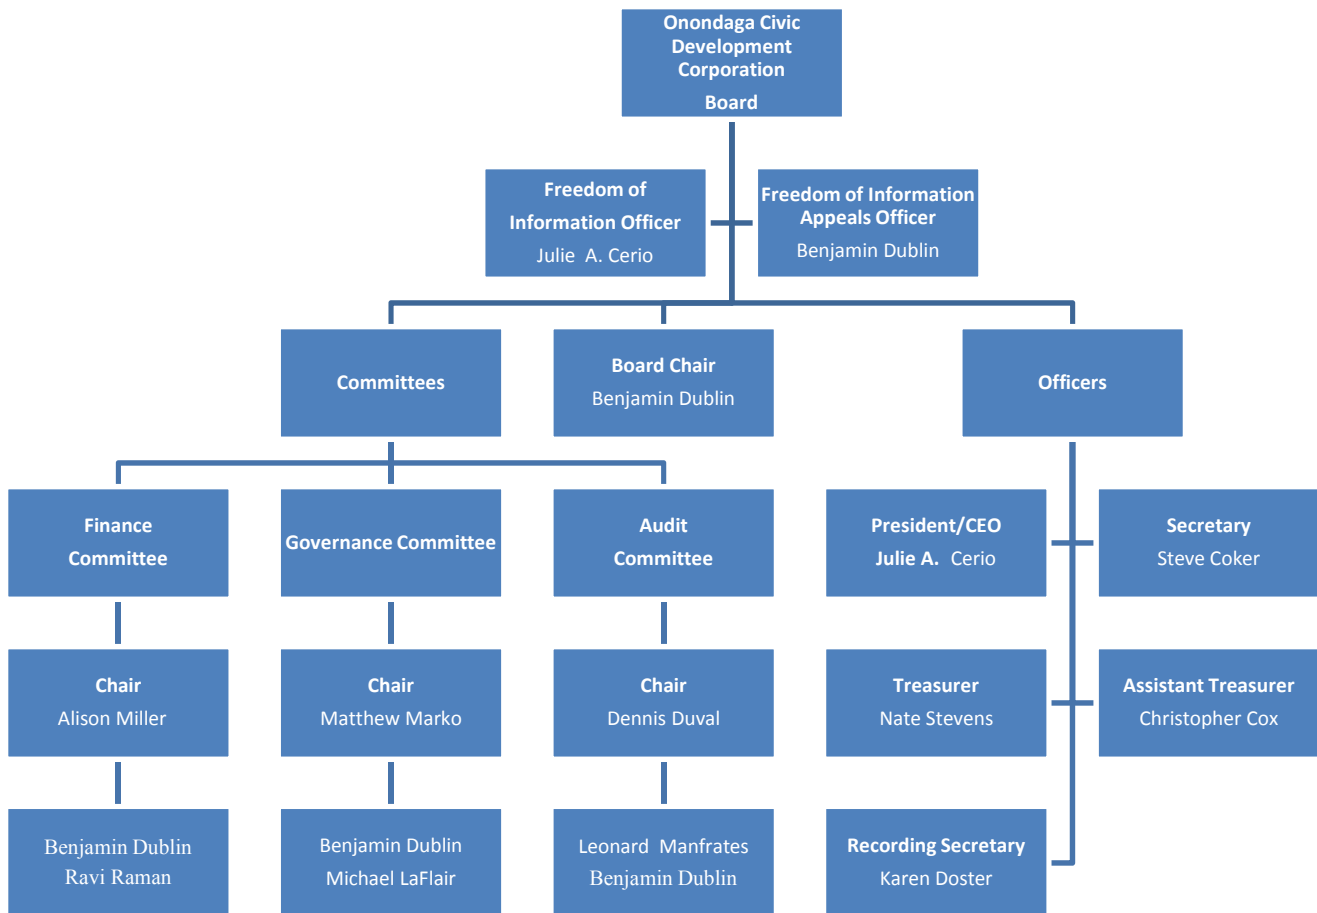 Onondaga Civic
Development
Corporation
Board
Freedom of
Information Officer
Julie  A. Cerio
Freedom of Information
Appeals Officer
Benjamin Dublin
Committees
Board Chair
Benjamin Dublin
Officers
Finance
Committee
Governance Committee
Audit
Committee
President/CEO
Julie A.  Cerio
Secretary
Steve Coker
Chair
Alison Miller
Chair
Matthew Marko
Chair
Dennis Duval
Treasurer
Nate Stevens
Assistant Treasurer
Christopher Cox
Benjamin Dublin
Ravi Raman
Benjamin Dublin
Michael LaFlair
Leonard  Manfrates
Benjamin Dublin
Recording Secretary
Karen Doster